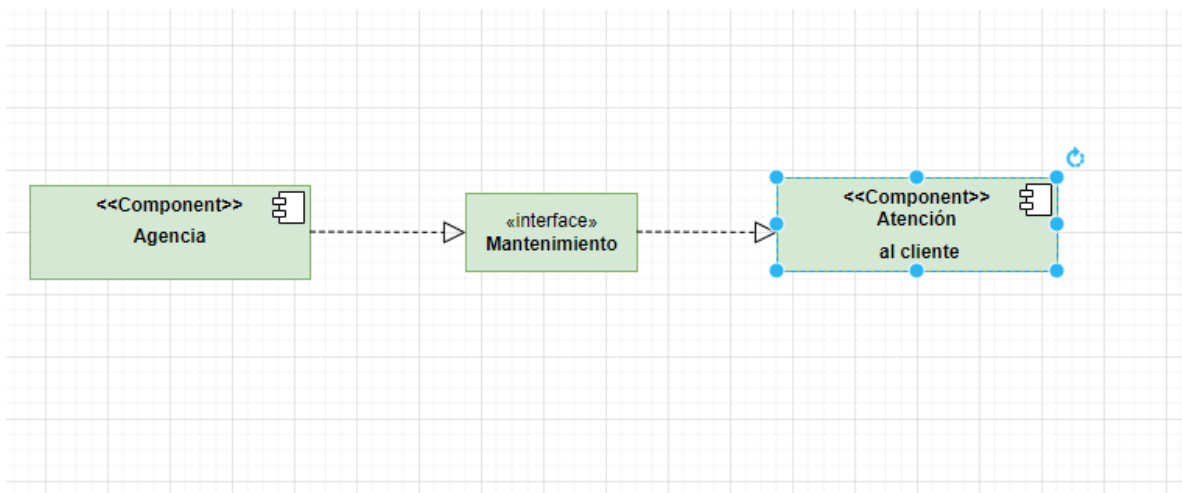 <<Component>>
Agencia
«interface»
Mantenimiento
<<Component>>
Atención
al cliente